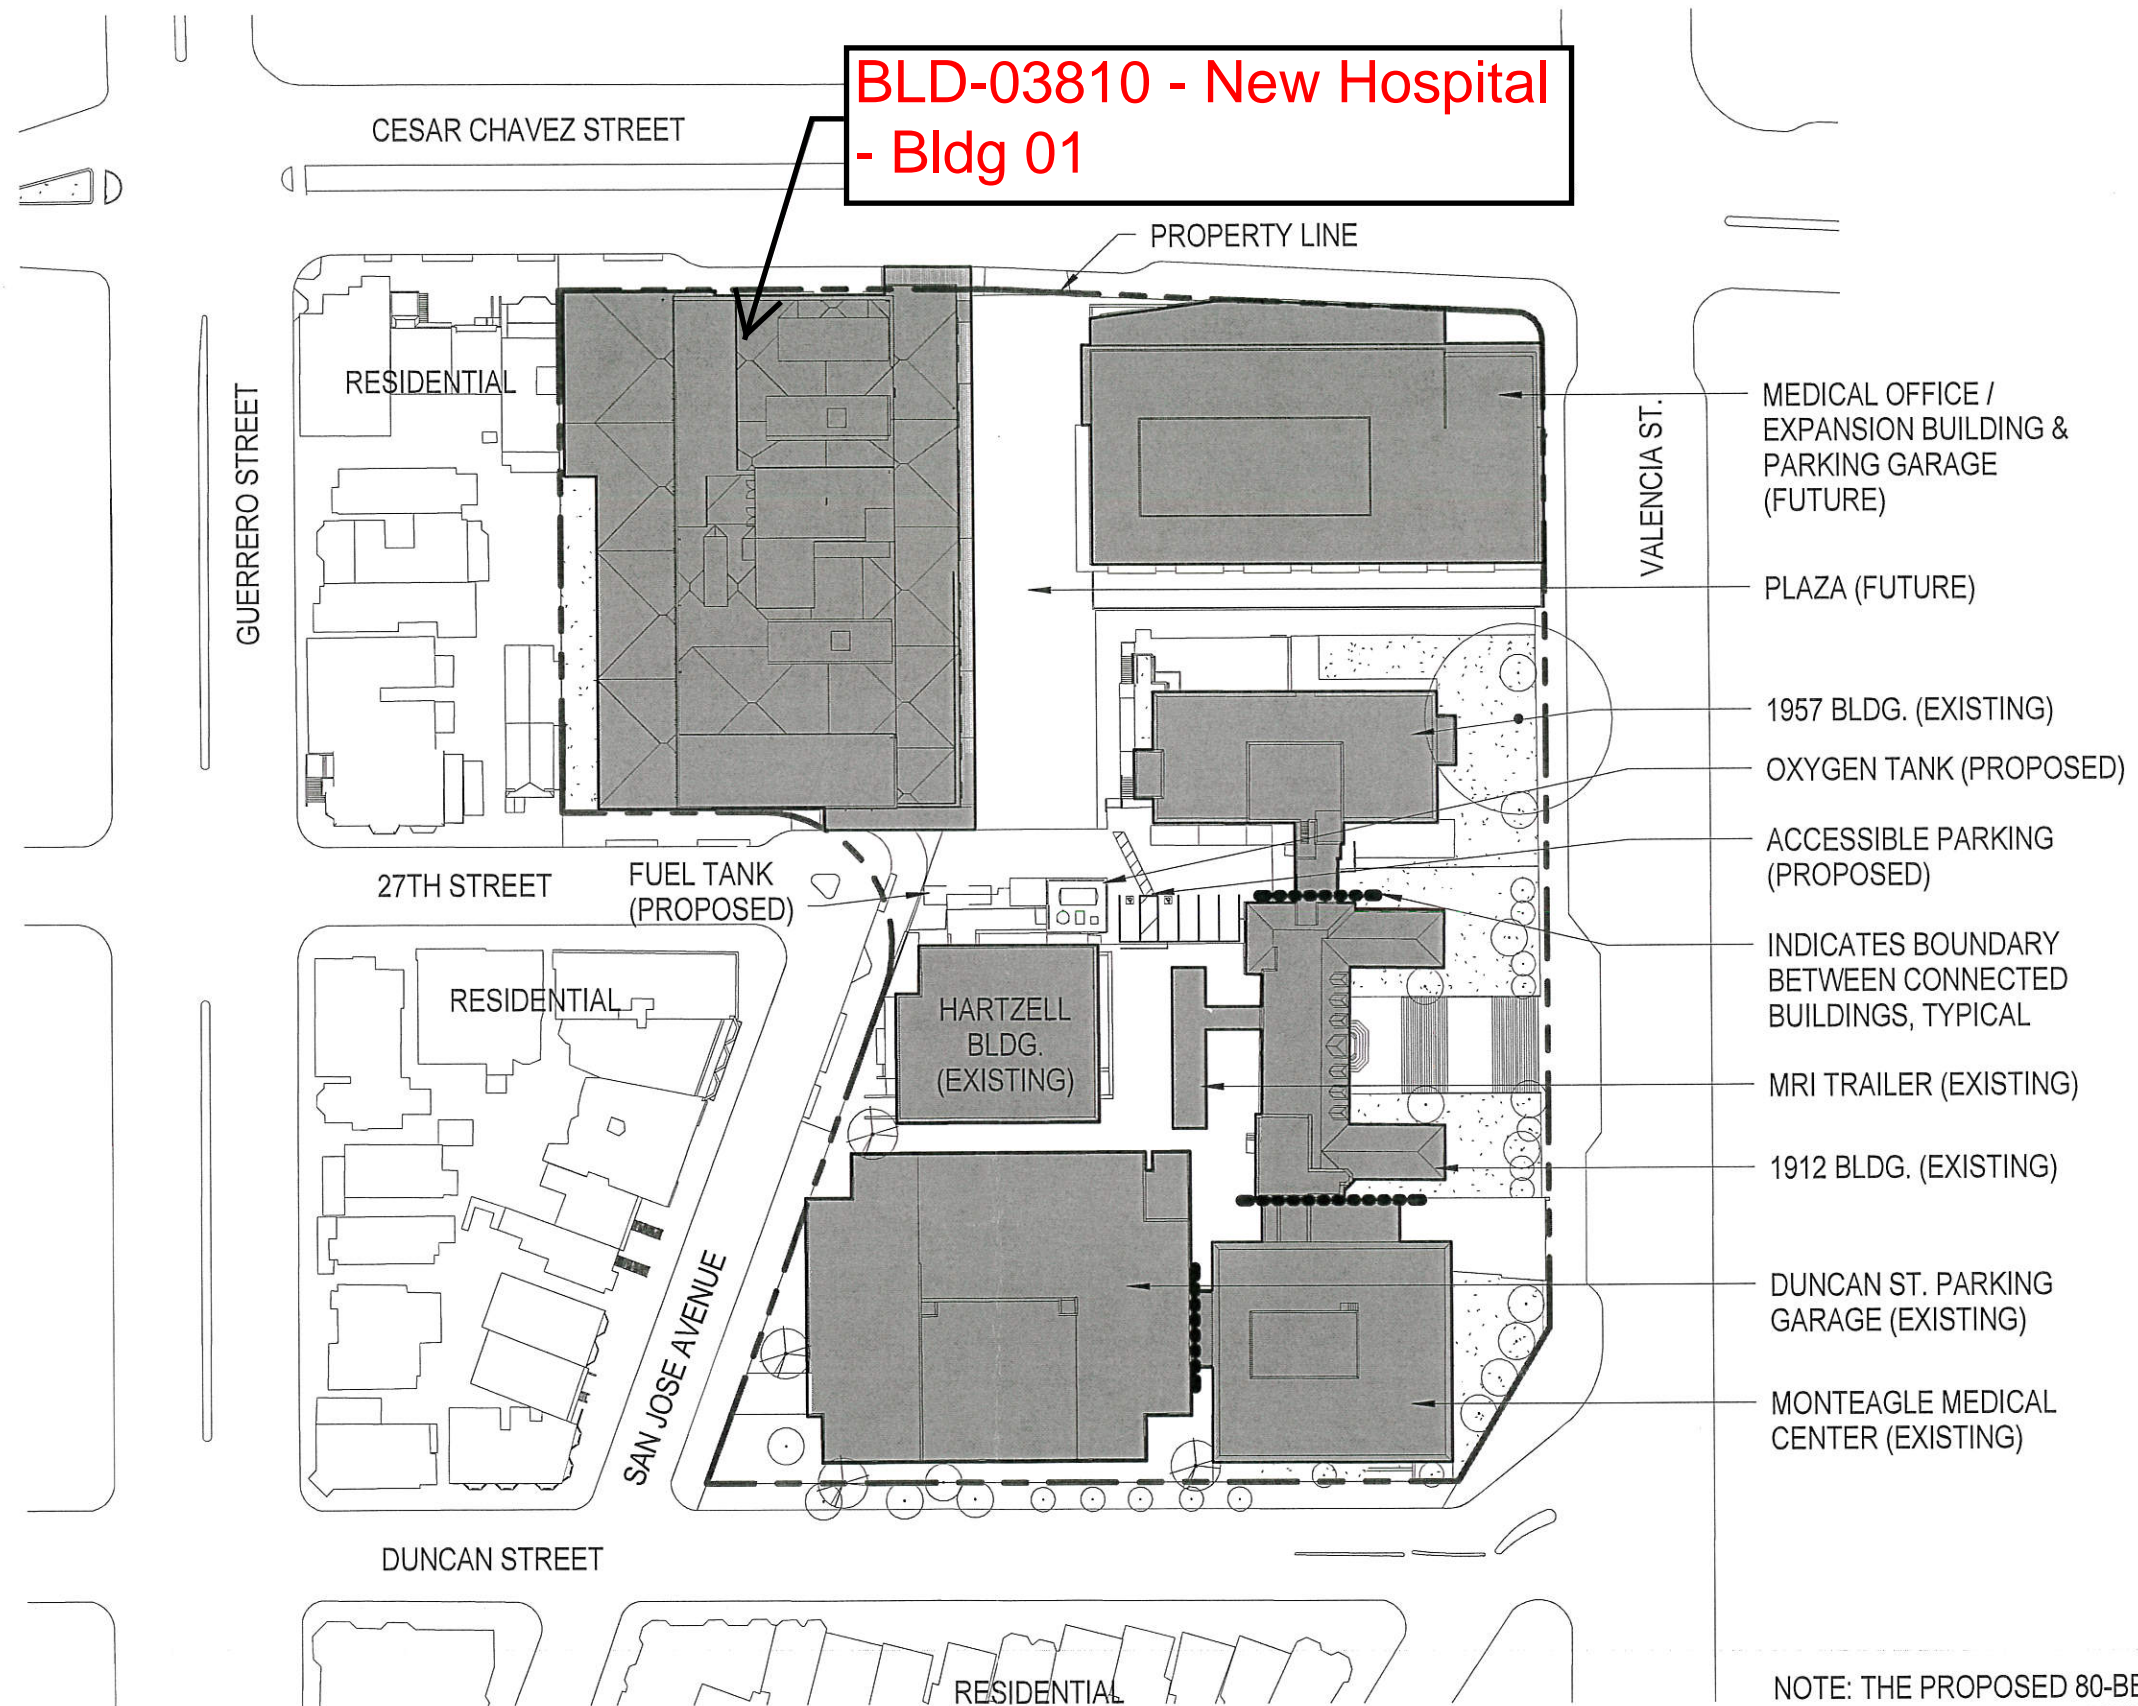 BLD-03810 - New Hospital
- Bldg 01
CESAR CHAVEZ STREET
PROPERTY LINE
RESIDENTIAL
GUERRERO STREET
VALENCIA ST.
MEDICAL OFFICE /
EXPANSION BUILDING &
PARKING GARAGE
(FUTURE)
PLAZA (FUTURE)
1957 BLDG. (EXISTING)
OXYGEN TANK (PROPOSED)
ACCESSIBLE PARKING
(PROPOSED)
27TH STREET
FUEL TANK
(PROPOSED)
INDICATES BOUNDARY
BETWEEN CONNECTED
BUILDINGS, TYPICAL
RESIDENTIAL
HARTZELL
BLDG.
(EXISTING)
MRI TRAILER (EXISTING)
1912 BLDG. (EXISTING)
SAN JOSE AVENUE
DUNCAN ST. PARKING
GARAGE (EXISTING)
MONTEAGLE MEDICAL
CENTER (EXISTING)
DUNCAN STREET
RESIDENTIAL
NOTE: THE PROPOSED 80-BE